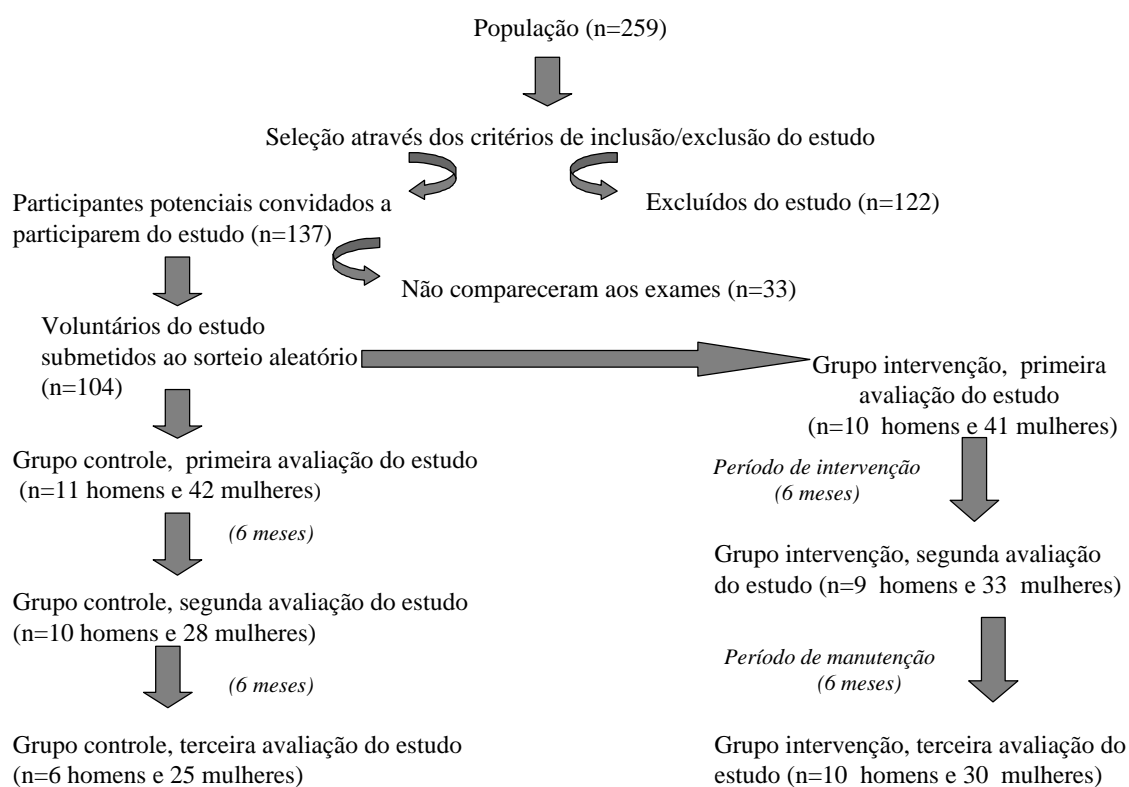 População (n=259)
Seleção através dos critérios de inclusão/exclusão do estudo
Participantes potenciais convidados a
participarem do estudo (n=137)
Excluídos do estudo (n=122)
Não compareceram aos exames (n=33)
Voluntários do estudo
submetidos ao sorteio aleatório
(n=104)
Grupo intervenção, primeira
avaliação do estudo
(n=10 homens e 41 mulheres)
Grupo controle, primeira avaliação do estudo
(n=11 homens e 42 mulheres)
Período de intervenção
(6 meses)
(6 meses)
Grupo intervenção, segunda avaliação
do estudo (n=9 homens e 33 mulheres)
Grupo controle, segunda avaliação do estudo
(n=10 homens e 28 mulheres)
Período de manutenção
(6 meses)
(6 meses)
Grupo controle, terceira avaliação do estudo
(n=6 homens e 25 mulheres)
Grupo intervenção, terceira avaliação do
estudo (n=10 homens e 30 mulheres)